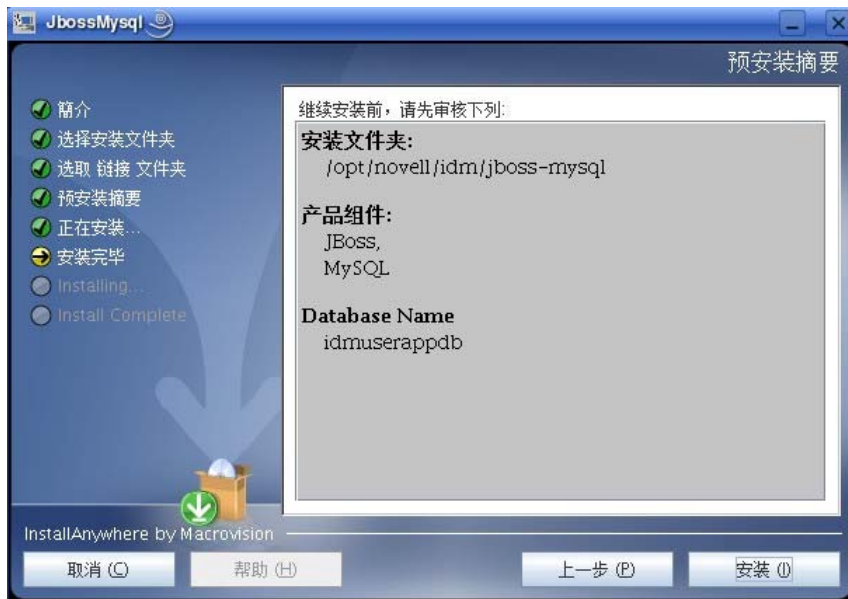 JbossMysql
预安装摘要
簡介
选择安装文件夹
选取 链接 文件夹
预安装摘要
正在安装...
安装完毕
Installing...
Install Complete
继续安装前，请先审核下列:
安装文件夹:
/opt/novell/idm/jboss-mysql
产品组件:
JBoss,
MySQL
Database Name
idmuserappdb
InstallAnywhere by Macrovision
取消 (C)
帮助 (H)
上一步 (P)
安装 (I)